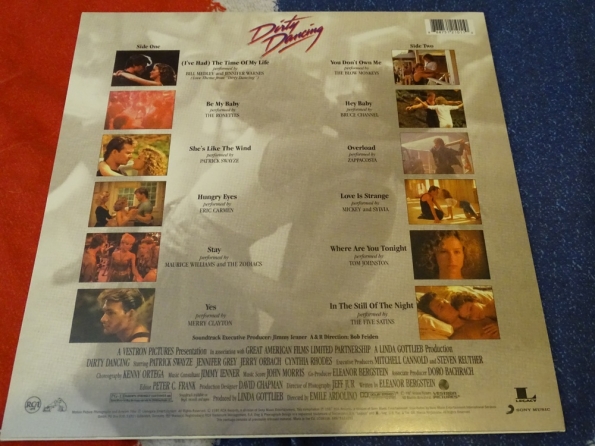 Dirty Dancing
Side One
Side Two
(I've Had) The Time Of My Life
performed by
BILL MEDLEY and JENNIFER WARNES
(Love Theme from "Dirty Dancing")
Be My Baby
performed by
THE RONETTES
She's Like The Wind
performed by
PATRICK SWAYZE
Hungry Eyes
performed by
ERIC CARMEN
Stay
performed by
MAURICE WILLIAMS and THE ZODIACS
Yes
performed by
MERRY CLAYTON
You Don't Own Me
performed by
THE BLOW MONKEYS
Hey Baby
performed by
BRUCE CHANNEL
Overload
performed by
ZAPPACOSTA
Love Is Strange
performed by
MICKEY and SYLVIA
Where Are You Tonight
performed by
TOM JOHNSTON
In The Still Of The Night
performed by
THE FIVE SATINS
Soundtrack Executive Producer: Jimmy Ienner A & R Direction: Bob Feiden
A VESTRON PICTURES Presentation in association with GREAT AMERICAN FILMS LIMITED PARTNERSHIP A LINDA GOTTLIEB Production
DIRTY DANCING starring PATRICK SWAYZE JENNIFER GREY JERRY ORBACH CYNTHIA RHODES Executive Producers MITCHELL CANNOLD and STEVEN REUTHER
Choreographer KENNY ORTEGA Music Consultant JIMMY IENNER Music Score JOHN MORRIS Co-Producer ELEANOR BERGSTEIN Associate Producer DORO BACHRACH
Editor PETER C. FRANK Production Designer DAVID CHAPMAN Director of Photography JEFF JUR Written by ELEANOR BERGSTEIN
Produced by LINDA GOTTLIEB Directed by EMILE ARDOLINO
RCA
LEGACY
SONY MUSIC